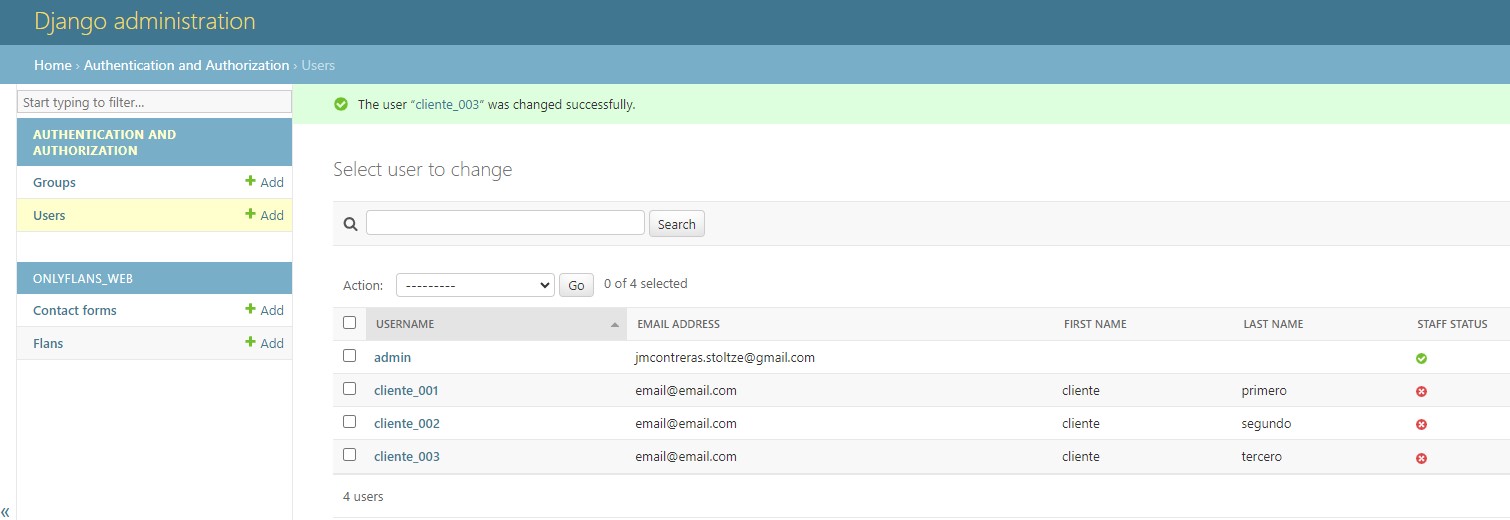 Django administration
Home › Authentication and Authorization › Users
Start typing to filter...
AUTHENTICATION AND
AUTHORIZATION
Groups + Add
Users + Add
ONLYFLANS_WEB
Contact forms + Add
Flans + Add
«
The user “cliente_003” was changed successfully.
Select user to change
Search
Action: --------- Go 0 of 4 selected
USERNAME EMAIL ADDRESS FIRST NAME LAST NAME STAFF STATUS
admin jmcontreras.stoltze@gmail.com
cliente_001 email@email.com cliente primero
cliente_002 email@email.com cliente segundo
cliente_003 email@email.com cliente tercero
4 users